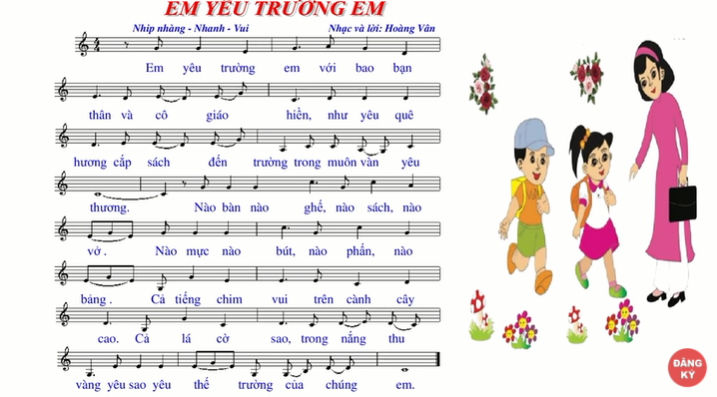 EM YÊU TRƯỜNG EM
Nhịp nhàng - Nhanh - Vui Nhạc và lời: Hoàng Vân
Em yêu trường em với bao bạn
thân và cô giáo hiền, như yêu quê
hương cắp sách đến trường trong muôn vàn yêu
thương. Nào bàn nào ghế, nào sách, nào
vở . Nào mực nào bút, nào phấn, nào
bảng . Cả tiếng chim vui trên cành cây
cao. Cả lá cờ sao, trong nắng thu
vàng yêu sao yêu thế trường của chúng em.
ĐĂNG
KÝ